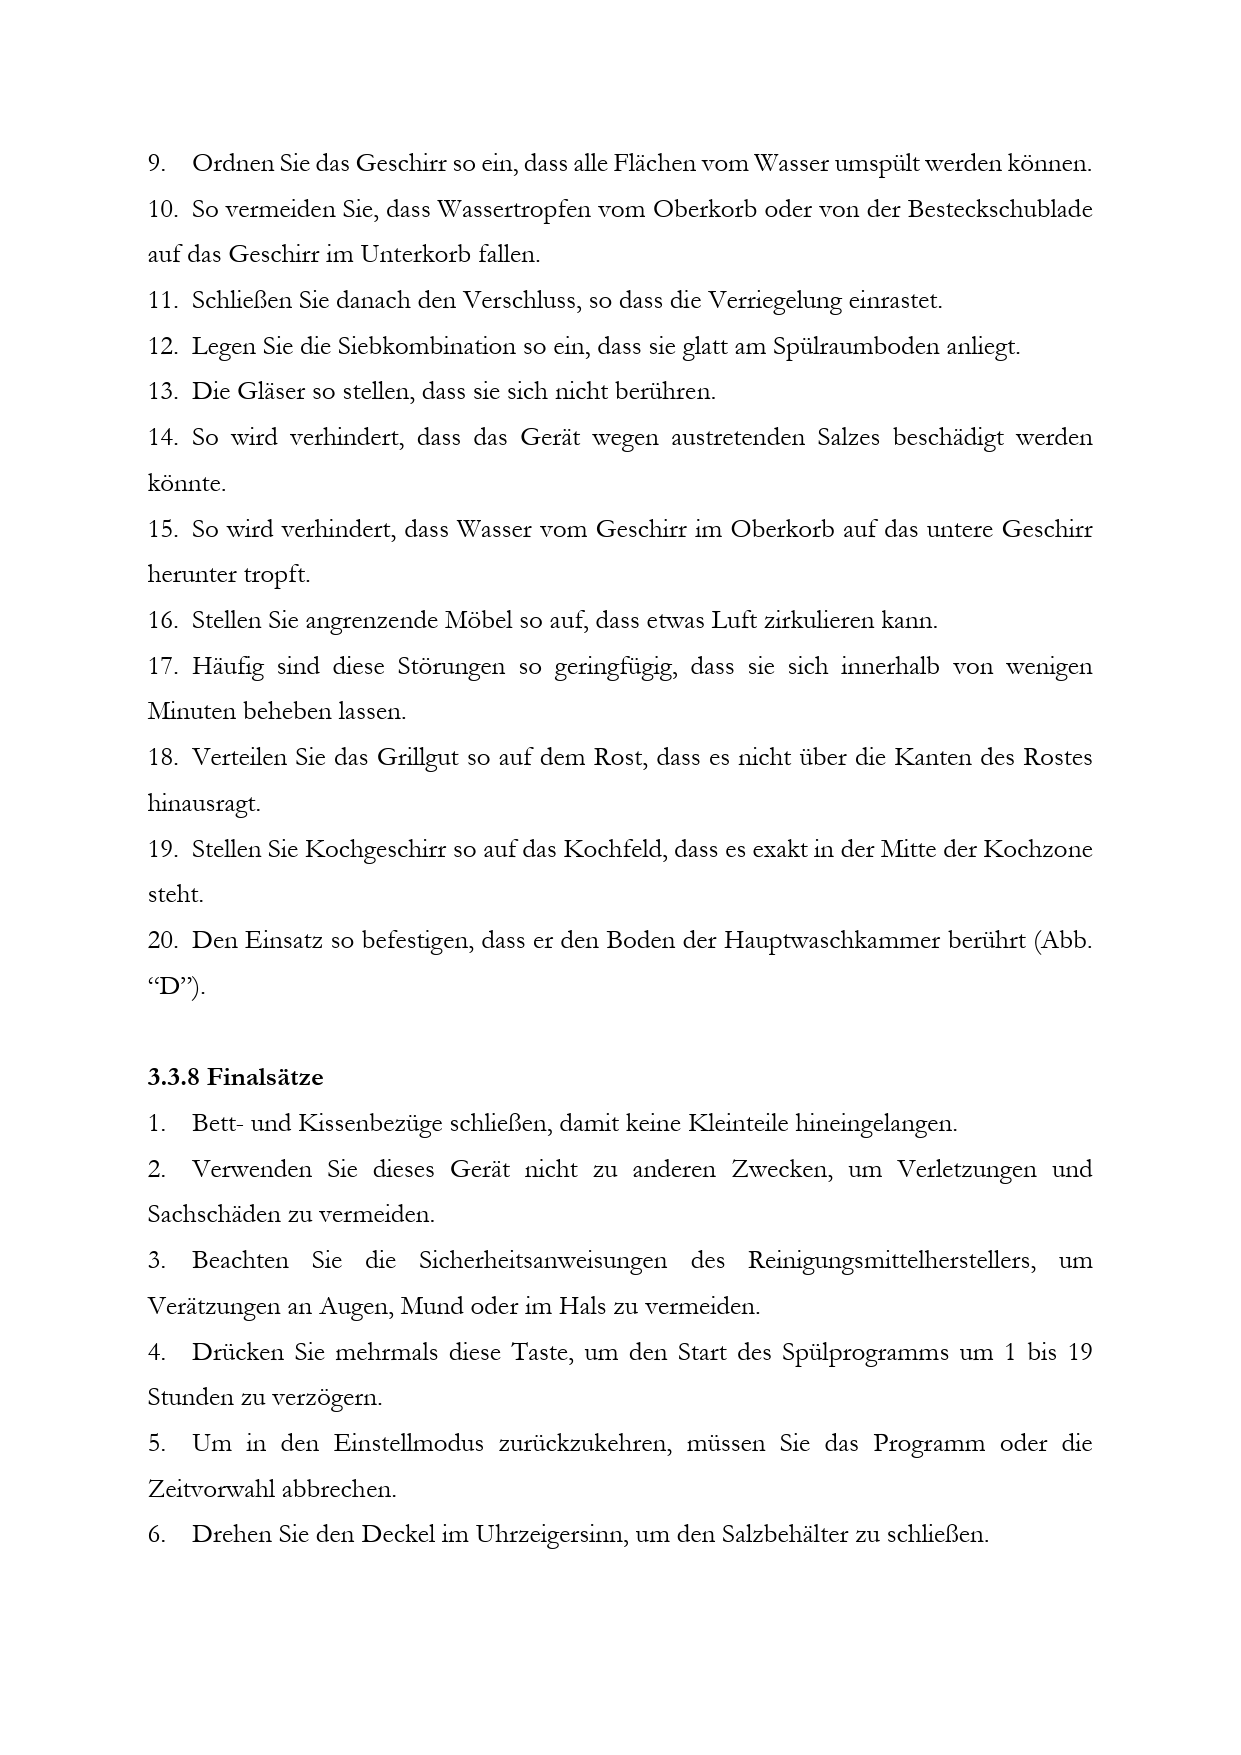 9. Ordnen Sie das Geschirr so ein, dass alle Flächen vom Wasser umspült werden können.
10. So vermeiden Sie, dass Wassertropfen vom Oberkorb oder von der Besteckschublade
auf das Geschirr im Unterkorb fallen.
11. Schließen Sie danach den Verschluss, so dass die Verriegelung einrastet.
12. Legen Sie die Siebkombination so ein, dass sie glatt am Spülraumboden anliegt.
13. Die Gläser so stellen, dass sie sich nicht berühren.
14. So wird verhindert, dass das Gerät wegen austretenden Salzes beschädigt werden
könnte.
15. So wird verhindert, dass Wasser vom Geschirr im Oberkorb auf das untere Geschirr
herunter tropft.
16. Stellen Sie angrenzende Möbel so auf, dass etwas Luft zirkulieren kann.
17. Häufig sind diese Störungen so geringfügig, dass sie sich innerhalb von wenigen
Minuten beheben lassen.
18. Verteilen Sie das Grillgut so auf dem Rost, dass es nicht über die Kanten des Rostes
hinausragt.
19. Stellen Sie Kochgeschirr so auf das Kochfeld, dass es exakt in der Mitte der Kochzone
steht.
20. Den Einsatz so befestigen, dass er den Boden der Hauptwaschkammer berührt (Abb.
“D”).
3.3.8 Finalsätze
1. Bett- und Kissenbezüge schließen, damit keine Kleinteile hineingelangen.
2. Verwenden Sie dieses Gerät nicht zu anderen Zwecken, um Verletzungen und
Sachschäden zu vermeiden.
3. Beachten Sie die Sicherheitsanweisungen des Reinigungsmittelherstellers, um
Verätzungen an Augen, Mund oder im Hals zu vermeiden.
4. Drücken Sie mehrmals diese Taste, um den Start des Spülprogramms um 1 bis 19
Stunden zu verzögern.
5. Um in den Einstellmodus zurückzukehren, müssen Sie das Programm oder die
Zeitvorwahl abbrechen.
6. Drehen Sie den Deckel im Uhrzeigersinn, um den Salzbehälter zu schließen.